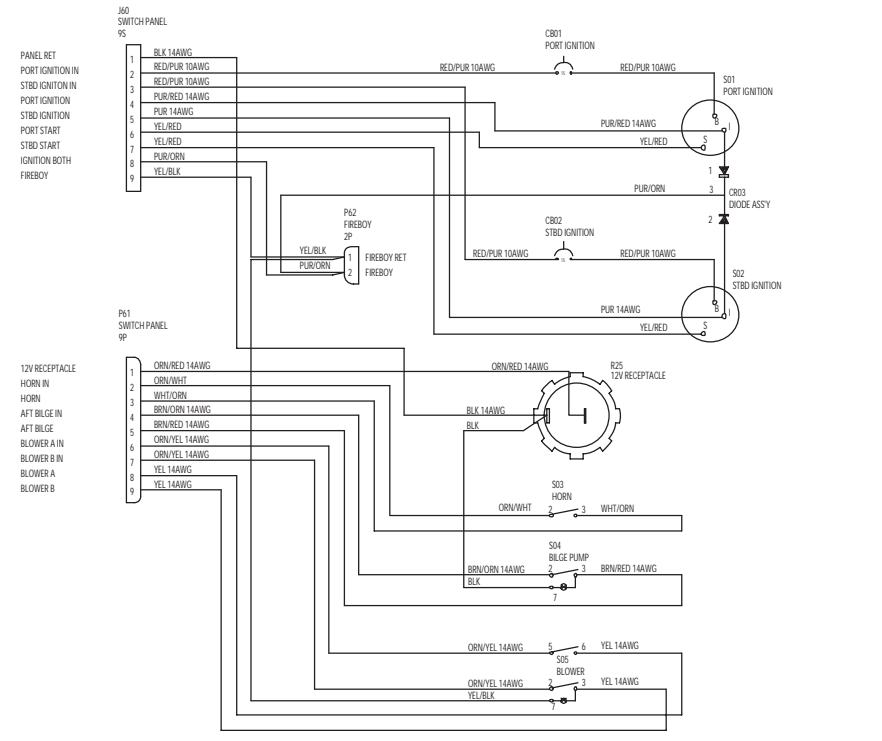 J60
SWITCH PANEL
9S
PANEL RET
PORT IGNITION IN
STBD IGNITON IN
PORT IGNITION
STBD IGNITION
PORT START
STBD START
IGNITION BOTH
FIREBOY
1
2
3
4
5
6
7
8
9
BLK 14AWG
RED/PUR 10AWG
RED/PUR 10AWG
PUR/RED 14AWG
PUR 14AWG
YEL/RED
YEL/RED
PUR/ORN
YEL/BLK
CB01
PORT IGNITION
RED/PUR 10AWG
RED/PUR 10AWG
S01
PORT IGNITION
B
I
S
PUR/RED 14AWG
YEL/RED
1
3
2
CR03
DIODE ASS'Y
PUR/ORN
P62
FIREBOY
2P
YEL/BLK
PUR/ORN
1
2
FIREBOY RET
FIREBOY
CB02
STBD IGNITION
RED/PUR 10AWG
RED/PUR 10AWG
S02
STBD IGNITION
B
I
S
PUR 14AWG
YEL/RED
P61
SWITCH PANEL
9P
12V RECEPTACLE
HORN IN
HORN
AFT BILGE IN
AFT BILGE
BLOWER A IN
BLOWER B IN
BLOWER A
BLOWER B
1
2
3
4
5
6
7
8
9
ORN/RED 14AWG
ORN/WHT
WHT/ORN
BRN/ORN 14AWG
BRN/RED 14AWG
ORN/YEL 14AWG
ORN/YEL 14AWG
YEL 14AWG
YEL 14AWG
ORN/RED 14AWG
R25
12V RECEPTACLE
BLK 14AWG
BLK
S03
HORN
ORN/WHT
2
3
WHT/ORN
S04
BILGE PUMP
BRN/ORN 14AWG
2
3
BRN/RED 14AWG
BLK
7
ORN/YEL 14AWG
5
6
YEL 14AWG
S05
BLOWER
ORN/YEL 14AWG
2
3
YEL 14AWG
YEL/BLK
7